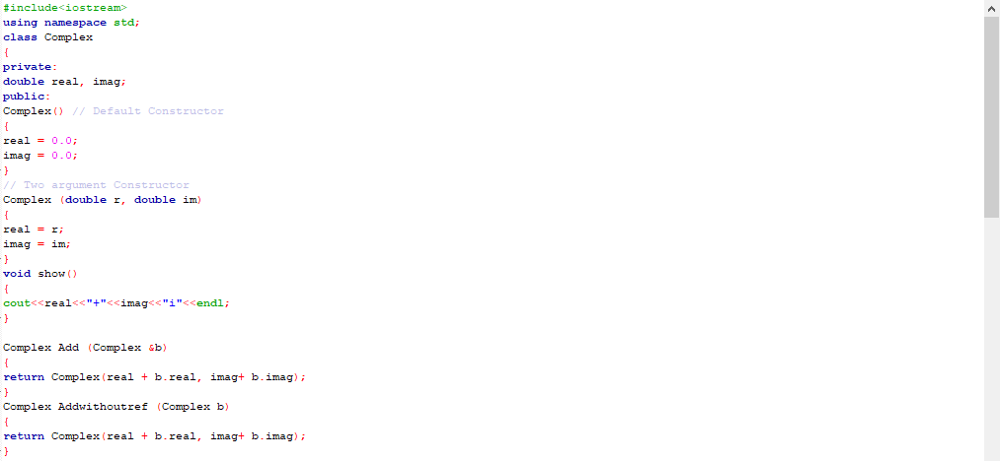 #include<iostream>
using namespace std;
class Complex
{
private:
double real, imag;
public:
Complex() // Default Constructor
{
real = 0.0;
imag = 0.0;
}
// Two argument Constructor
Complex (double r, double im)
{
real = r;
imag = im;
}
void show()
{
cout<<real<<"+"<<imag<<"i"<<endl;
}
Complex Add (Complex &b)
{
return Complex(real + b.real, imag+ b.imag);
}
Complex Addwithoutref (Complex b)
{
return Complex(real + b.real, imag+ b.imag);
}